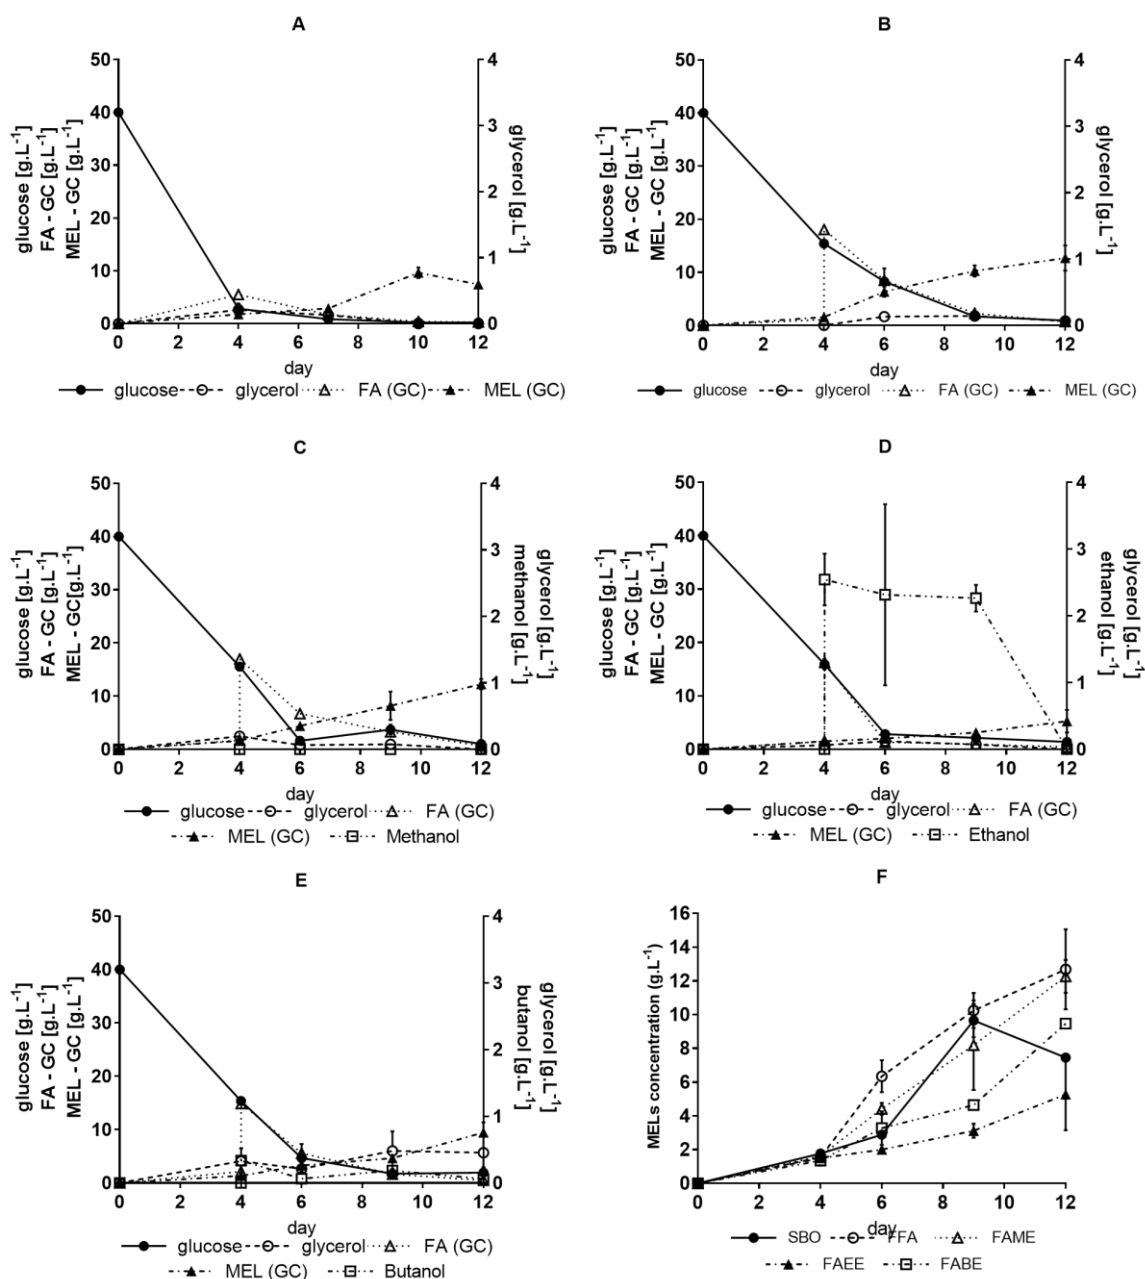 A
glucose [g.L-1]
FA - GC [g.L-1]
MEL - GC [g.L-1]
50
40
30
20
10
0
4
3
2
1
0
glycerol [g.L-1]
0 2 4 6 8 10 12
day
glucose glycerol FA (GC) MEL (GC)
B
glucose [g.L-1]
FA - GC [g.L-1]
MEL - GC [g.L-1]
50
40
30
20
10
0
4
3
2
1
0
glycerol [g.L-1]
0 2 4 6 8 10 12
day
glucose glycerol FA (GC) MEL (GC)
C
glucose [g.L-1]
FA - GC [g.L-1]
MEL - GC[g.L-1]
50
40
30
20
10
0
4
3
2
1
0
glycerol [g.L-1]
methanol [g.L-1]
0 2 4 6 8 10 12
day
glucose glycerol FA (GC)
MEL (GC) Methanol
D
glucose [g.L-1]
FA - GC [g.L-1]
MEL - GC [g.L-1]
50
40
30
20
10
0
4
3
2
1
0
glycerol [g.L-1]
ethanol [g.L-1]
0 2 4 6 8 10 12
day
glucose glycerol FA (GC)
MEL (GC) Ethanol
E
glucose [g.L-1]
FA - GC [g.L-1]
MEL - GC [g.L-1]
50
40
30
20
10
0
4
3
2
1
0
glycerol [g.L-1]
butanol [g.L-1]
0 2 4 6 8 10 12
day
glucose glycerol FA (GC)
MEL (GC) Butanol
F
MELs concentration (g.L-1)
16
14
12
10
8
6
4
2
0
0 2 4 6 8 10 12
day
SBO FFA FAME
FAEE FABE